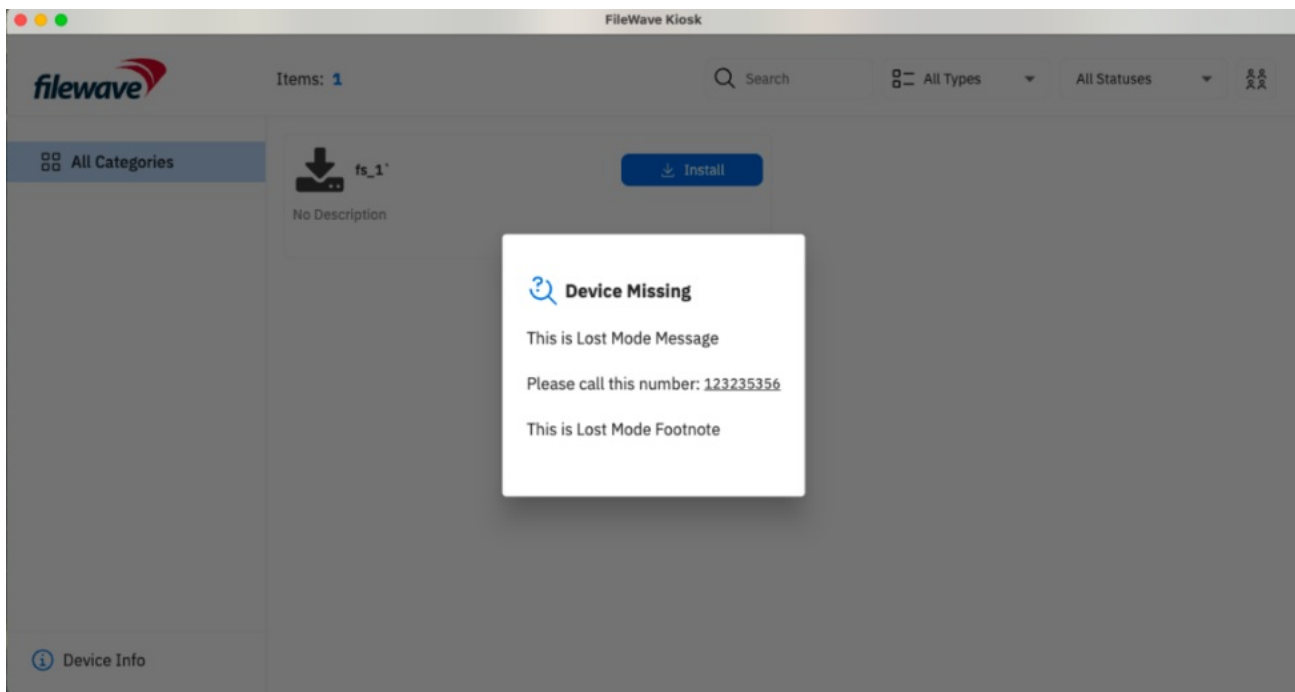 FileWave Kiosk
filewave
Items: 1
Search
All Types
All Statuses
All Categories
fs_1`
Install
No Description
Device Missing
This is Lost Mode Message
Please call this number: 123235356
This is Lost Mode Footnote
Device Info